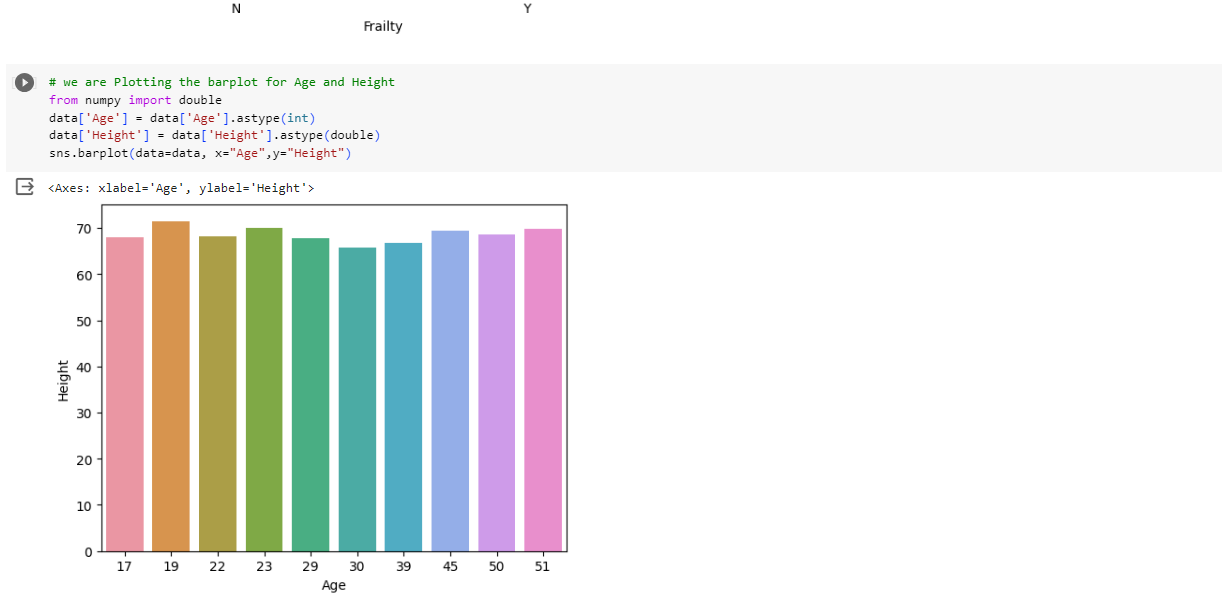 N Y
Frailty
# we are Plotting the barplot for Age and Height
from numpy import double
data['Age'] = data['Age'].astype(int)
data['Height'] = data['Height'].astype(double)
sns.barplot(data=data, x="Age",y="Height")
<Axes: xlabel='Age', ylabel='Height'>
70
60
50
40
30
20
10
0
Height
17 19 22 23 29 30 39 45 50 51
Age